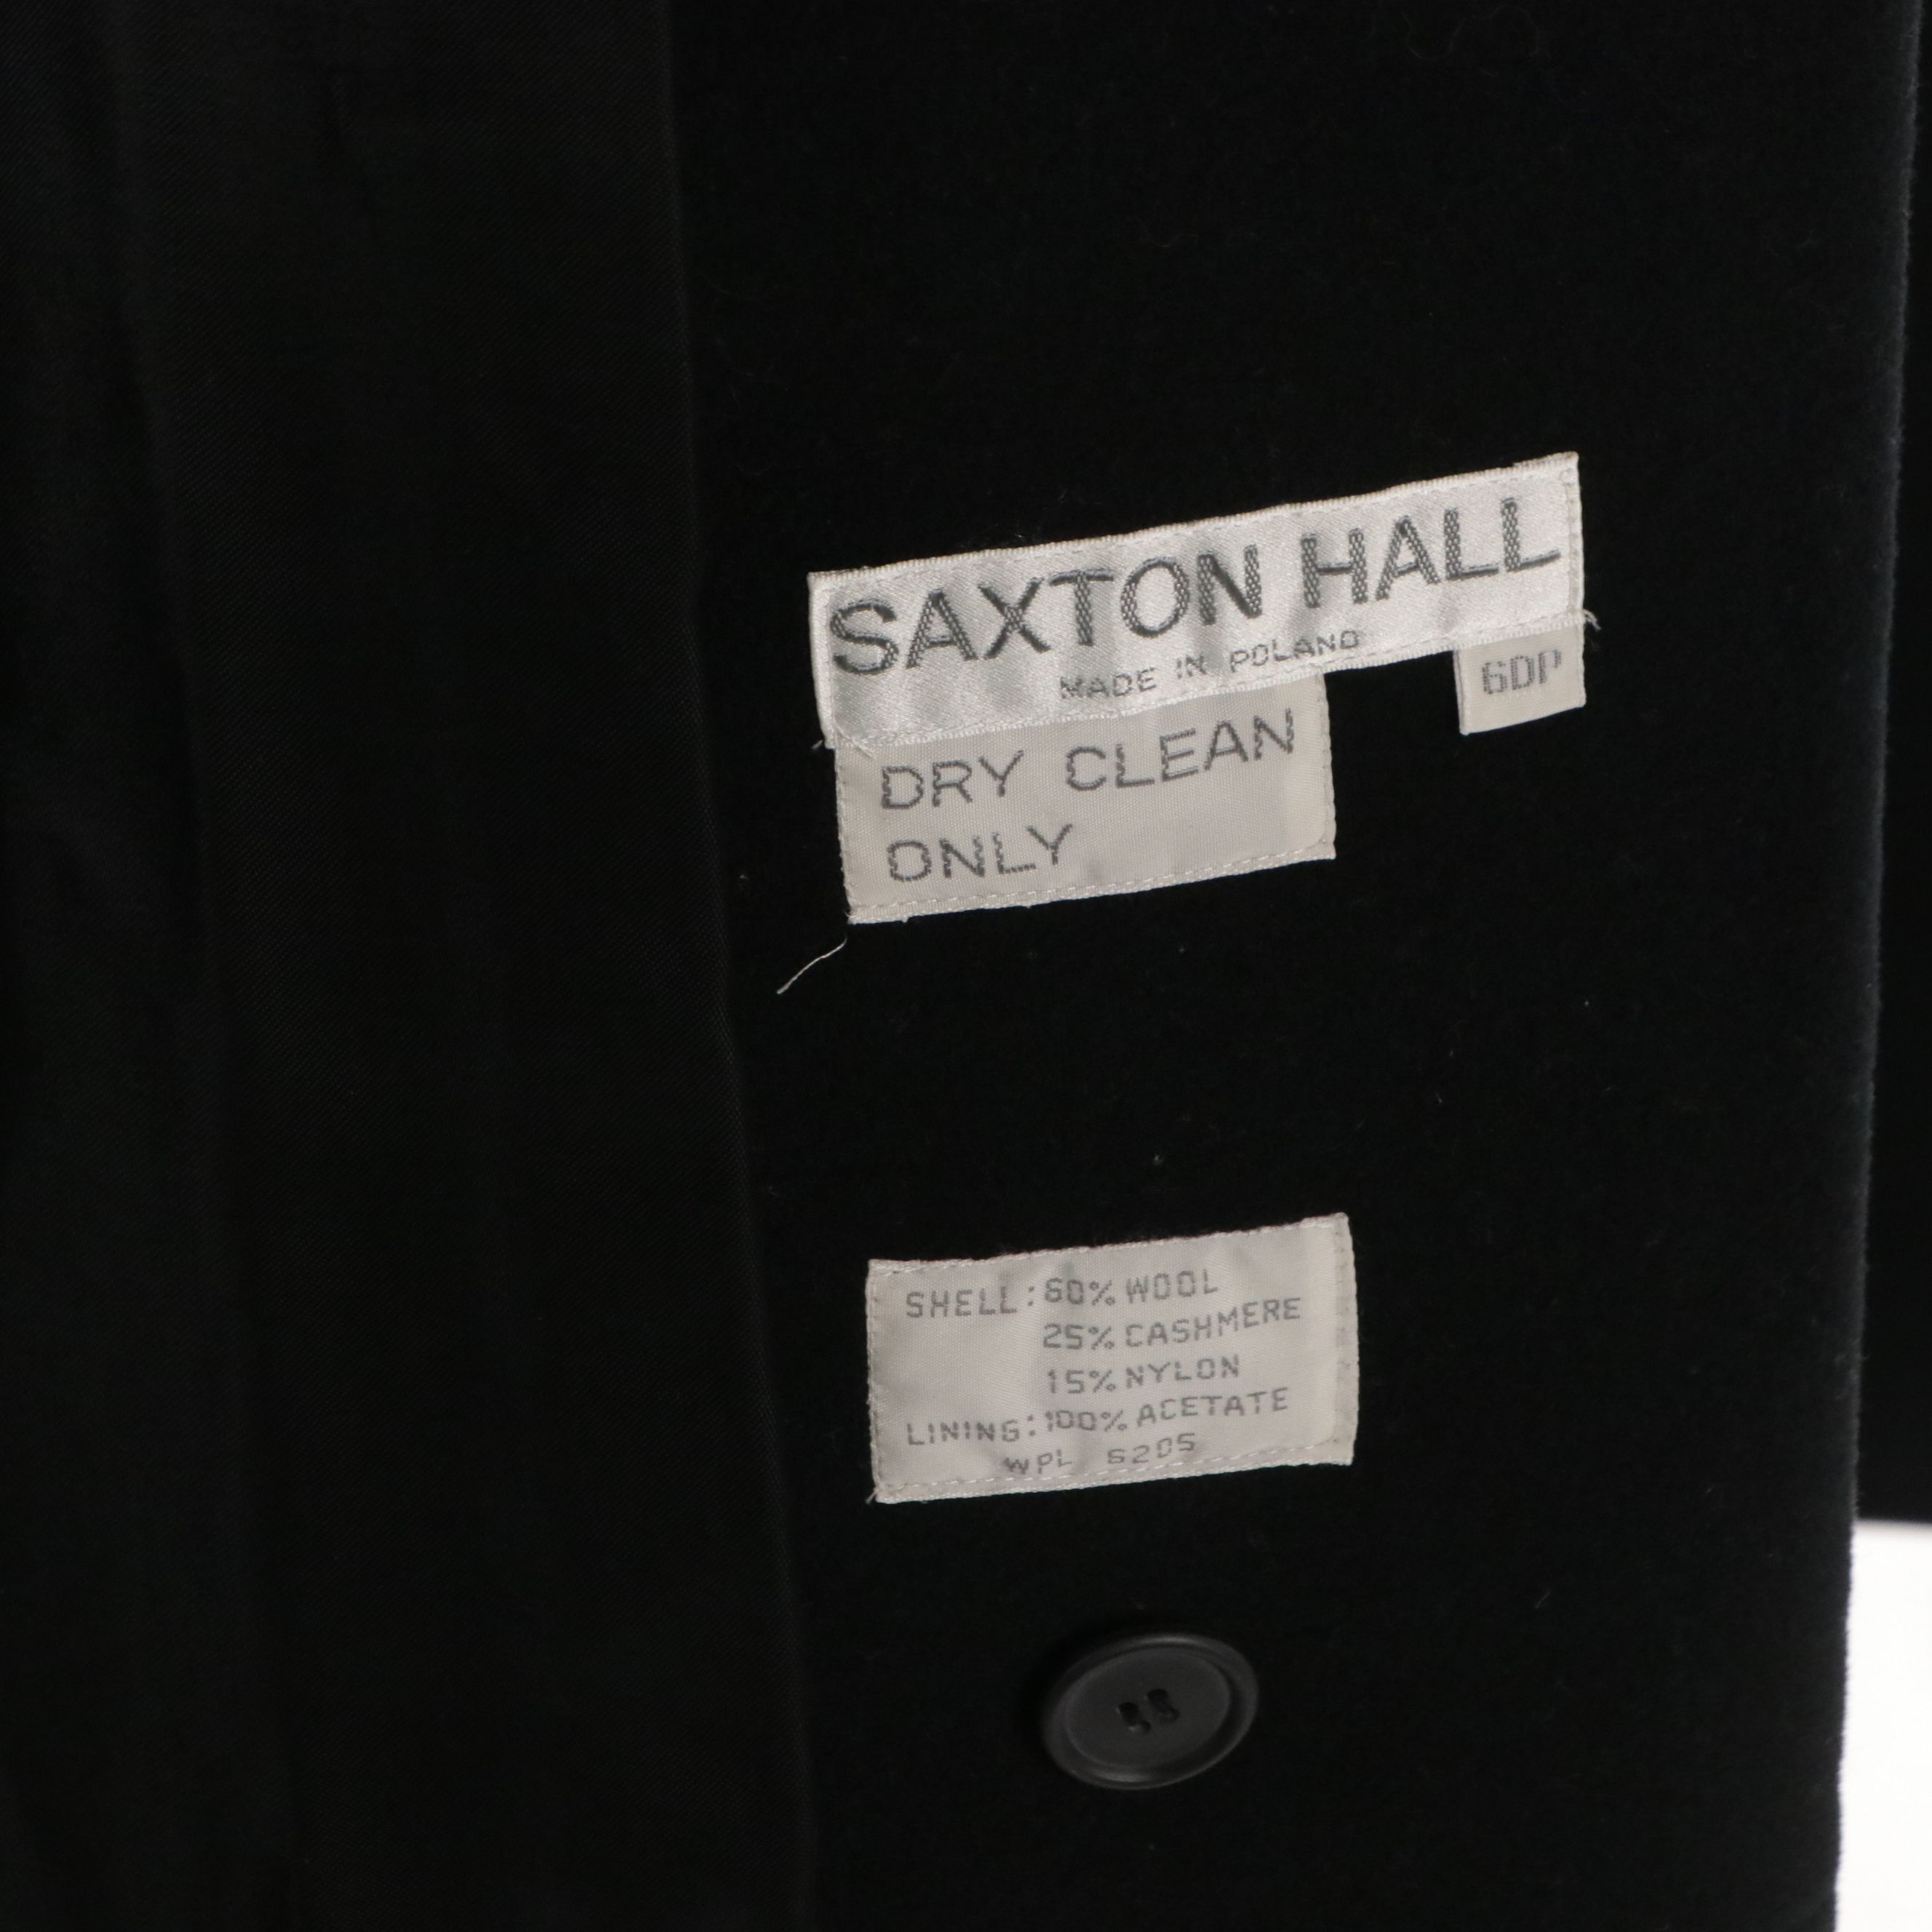 SAXTON HALL
MADE IN POLAND
6DP
DRY CLEAN
ONLY
SHELL: 60% WOOL
25% CASHMERE
15% NYLON
LINING: 100% ACETATE
WPL 6205